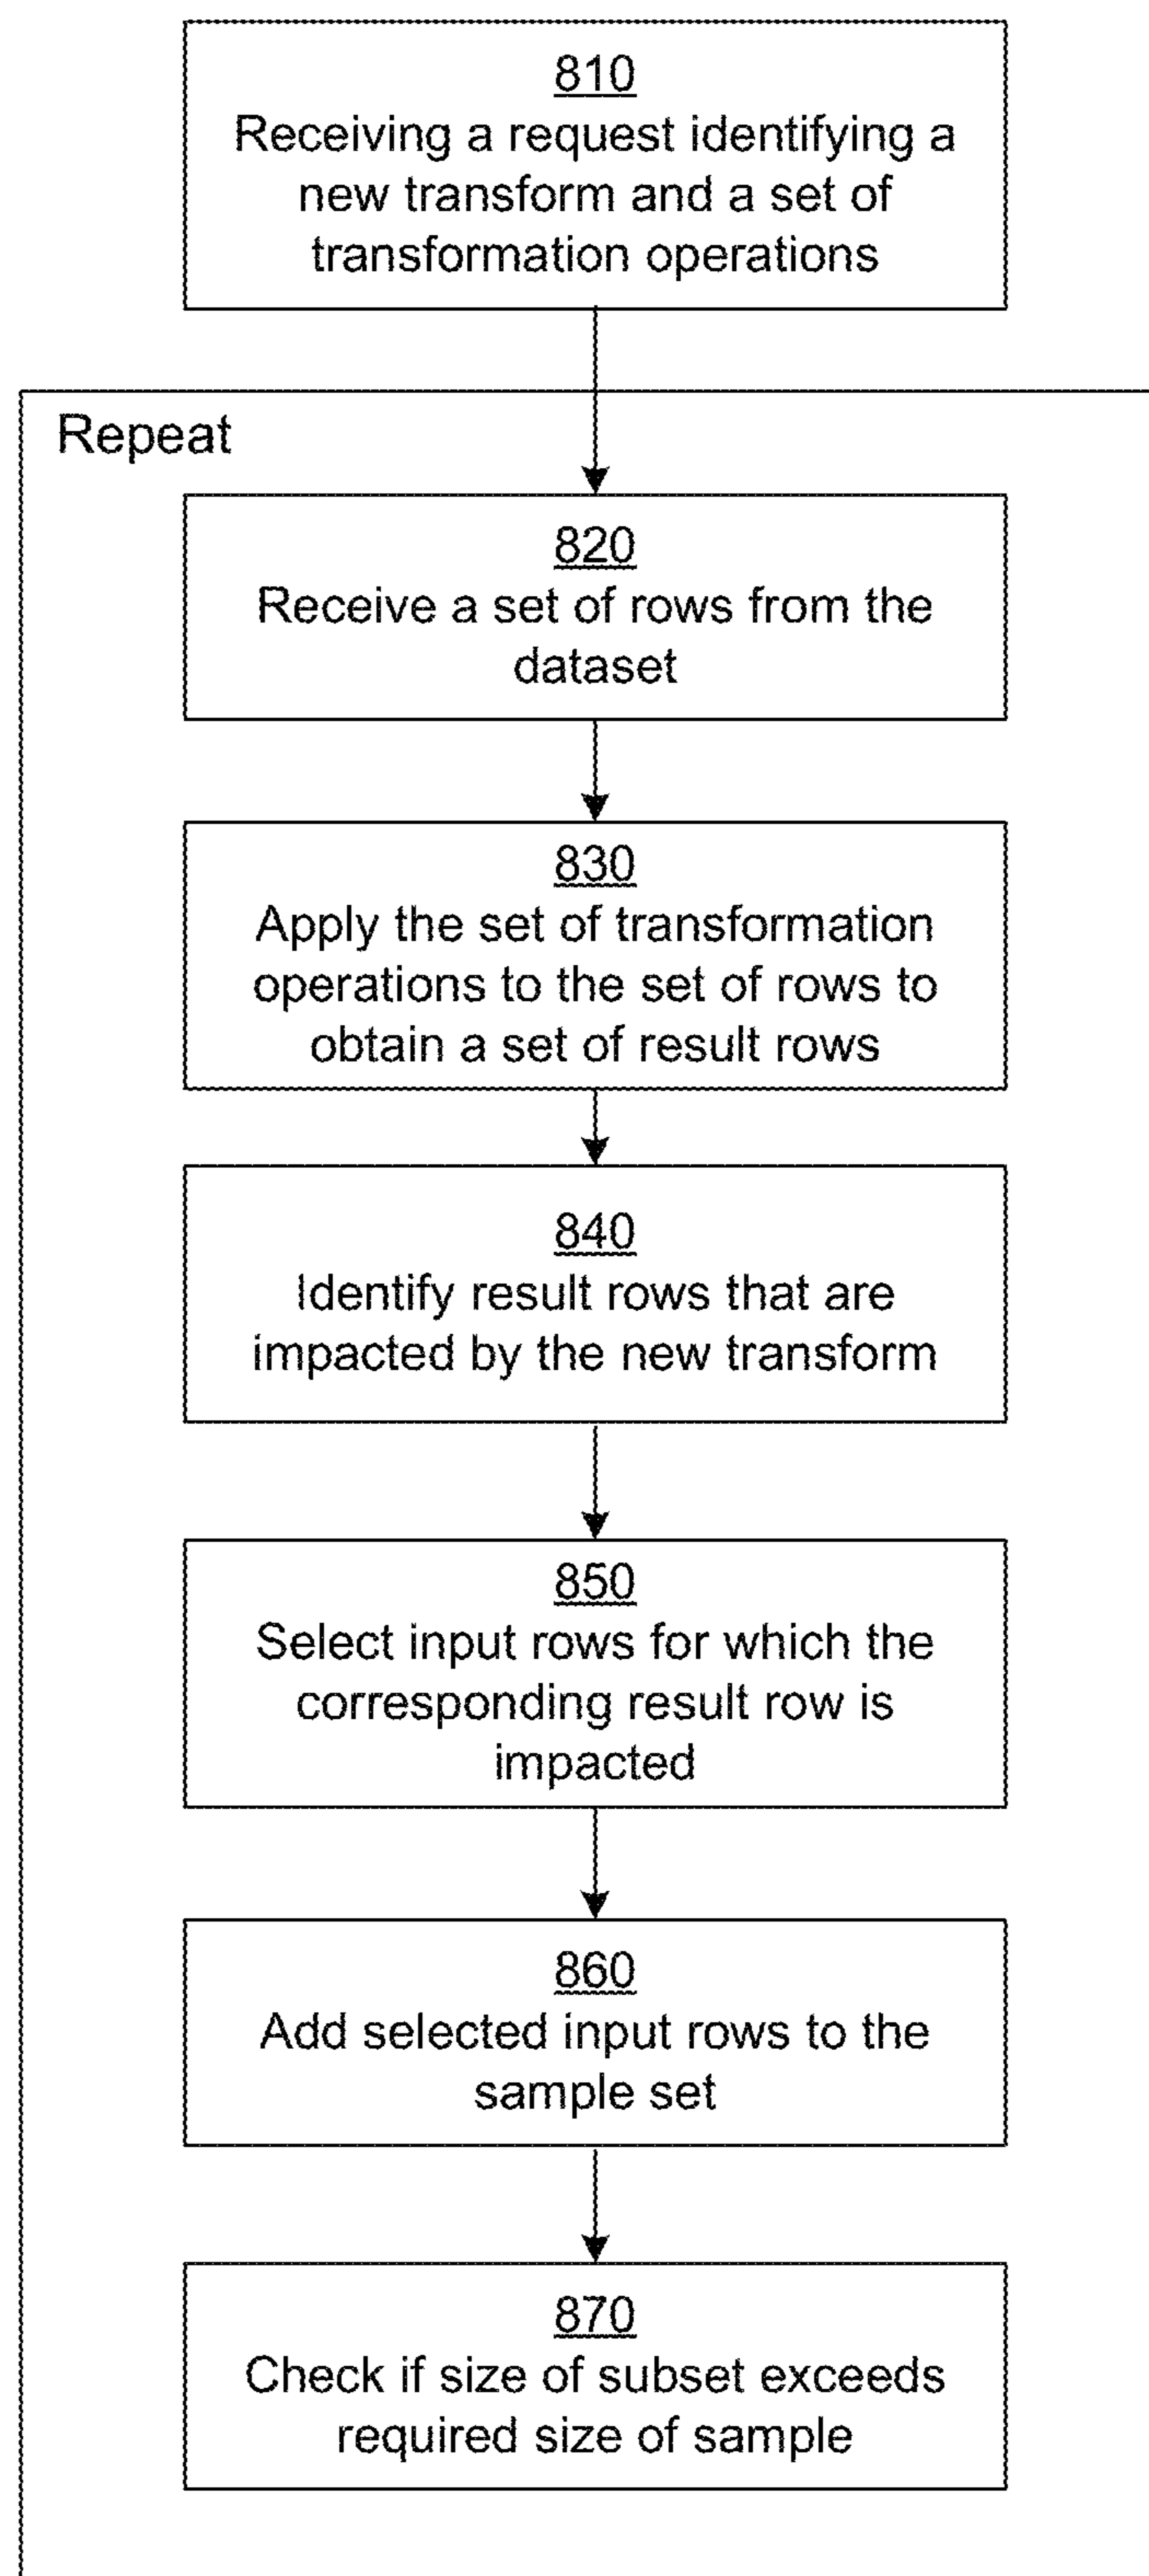 810
Receiving a request identifying a
new transform and a set of
transformation operations
Repeat
820
Receive a set of rows from the
dataset
830
Apply the set of transformation
operations to the set of rows to
obtain a set of result rows
840
Identify result rows that are
impacted by the new transform
850
Select input rows for which the
corresponding result row is
impacted
860
Add selected input rows to the
sample set
870
Check if size of subset exceeds
required size of sample